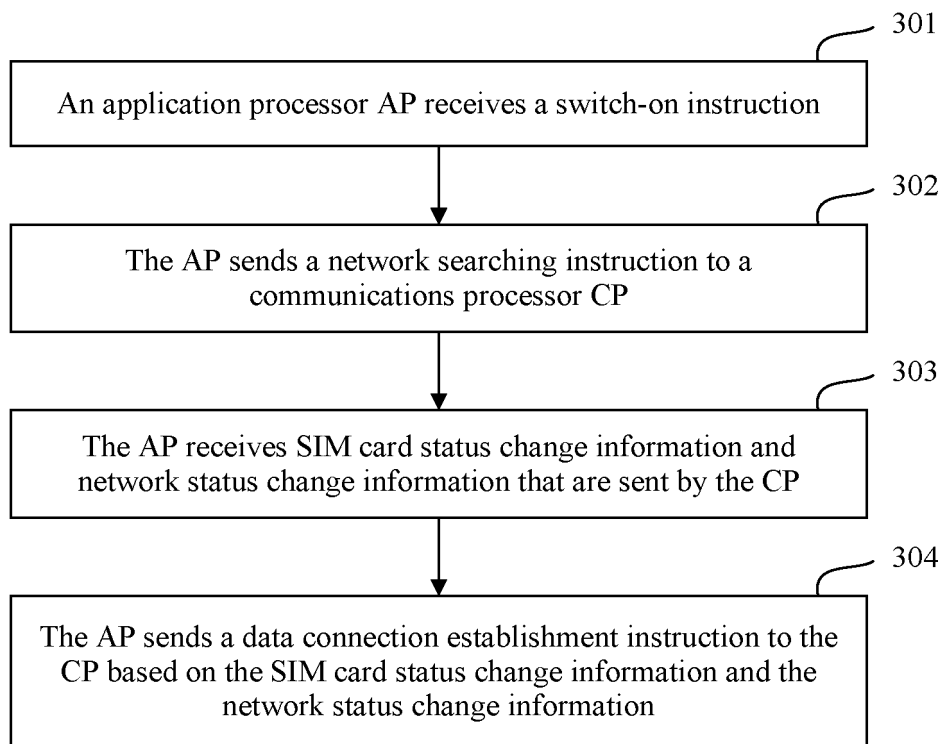 301
An application processor AP receives a switch-on instruction
302
The AP sends a network searching instruction to a
communications processor CP
303
The AP receives SIM card status change information and
network status change information that are sent by the CP
304
The AP sends a data connection establishment instruction to the
CP based on the SIM card status change information and the
network status change information